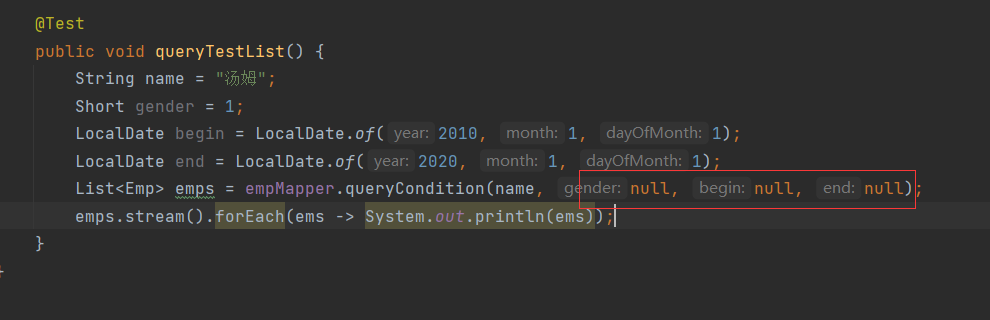 @Test
public void queryTestList() {
String name = "汤姆";
Short gender = 1;
LocalDate begin = LocalDate.of( year: 2010, month: 1, dayOfMonth: 1);
LocalDate end = LocalDate.of( year: 2020, month: 1, dayOfMonth: 1);
List<Emp> emps = empMapper.queryCondition(name, gender: null, begin: null, end: null);
emps.stream().forEach(ems -> System.out.println(ems));
}
}